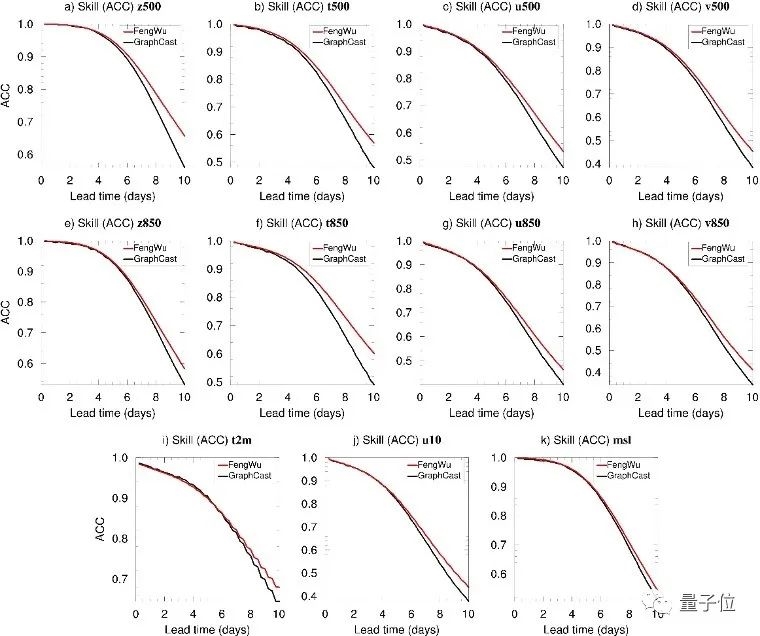 a) Skill (ACC) z500
b) Skill (ACC) t500
c) Skill (ACC) u500
d) Skill (ACC) v500
1.0
0.9
0.8
0.7
0.6
ACC
FengWu
GraphCast
0 2 4 6 8 10
Lead time (days)
1.0
0.9
0.8
0.7
0.6
0.5
FengWu
GraphCast
0 2 4 6 8 10
Lead time (days)
1.0
0.9
0.8
0.7
0.6
0.5
FengWu
GraphCast
0 2 4 6 8 10
Lead time (days)
1.0
0.9
0.8
0.7
0.6
0.5
0.4
FengWu
GraphCast
0 2 4 6 8 10
Lead time (days)
e) Skill (ACC) z850
f) Skill (ACC) t850
g) Skill (ACC) u850
h) Skill (ACC) v850
1.0
0.9
0.8
0.7
0.6
ACC
FengWu
GraphCast
0 2 4 6 8 10
Lead time (days)
1.0
0.9
0.8
0.7
0.6
0.5
FengWu
GraphCast
0 2 4 6 8 10
Lead time (days)
1.0
0.9
0.8
0.7
0.6
0.5
FengWu
GraphCast
0 2 4 6 8 10
Lead time (days)
1.0
0.9
0.8
0.7
0.6
0.5
0.4
FengWu
GraphCast
0 2 4 6 8 10
Lead time (days)
i) Skill (ACC) t2m
j) Skill (ACC) u10
k) Skill (ACC) msl
1.0
0.9
0.8
0.7
ACC
FengWu
GraphCast
0 2 4 6 8 10
Lead time (days)
1.0
0.9
0.8
0.7
0.6
0.5
0.4
FengWu
GraphCast
0 2 4 6 8 10
Lead time (days)
1.0
0.9
0.8
0.7
0.6
FengWu
GraphCast
0 2 4 6 8 10
Lead time (days)
量子位